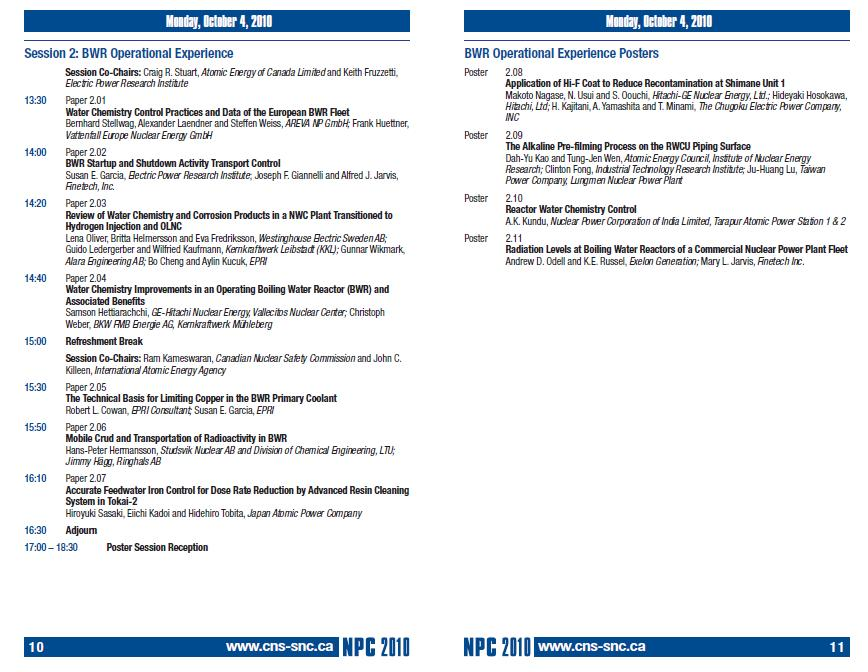 Monday, October 4, 2010
Session 2: BWR Operational Experience
Session Co-Chairs: Craig R. Stuart, Atomic Energy of Canada Limited and Keith Fruzzetti,
Electric Power Research Institute
13:30 Paper 2.01
Water Chemistry Control Practices and Data of the European BWR Fleet
Bernhard Stellwag, Alexander Laendner and Steffen Weiss, AREVA NP GmbH; Frank Huettner,
Vattenfall Europe Nuclear Energy GmbH
14:00 Paper 2.02
BWR Startup and Shutdown Activity Transport Control
Susan E. Garcia, Electric Power Research Institute; Joseph F. Giannelli and Alfred J. Jarvis,
Finetech, Inc.
14:20 Paper 2.03
Review of Water Chemistry and Corrosion Products in a NWC Plant Transitioned to
Hydrogen Injection and OLNC
Lena Oliver, Britta Helmersson and Eva Fredriksson, Westinghouse Electric Sweden AB;
Guido Ledergerber and Wilfried Kaufmann, Kernkraftwerk Leibstadt (KKL); Gunnar Wikmark,
Alara Engineering AB; Bo Cheng and Aylin Kucuk, EPRI
14:40 Paper 2.04
Water Chemistry Improvements in an Operating Boiling Water Reactor (BWR) and
Associated Benefits
Samson Hettiarachchi, GE-Hitachi Nuclear Energy, Vallecitos Nuclear Center; Christoph
Weber, BKW FMB Energie AG, Kernkraftwerk Mühleberg
15:00 Refreshment Break
Session Co-Chairs: Ram Kameswaran, Canadian Nuclear Safety Commission and John C.
Killeen, International Atomic Energy Agency
15:30 Paper 2.05
The Technical Basis for Limiting Copper in the BWR Primary Coolant
Robert L. Cowan, EPRI Consultant; Susan E. Garcia, EPRI
15:50 Paper 2.06
Mobile Crud and Transportation of Radioactivity in BWR
Hans-Peter Hermansson, Studsvik Nuclear AB and Division of Chemical Engineering, LTU;
Jimmy Hägg, Ringhals AB
16:10 Paper 2.07
Accurate Feedwater Iron Control for Dose Rate Reduction by Advanced Resin Cleaning
System in Tokai-2
Hiroyuki Sasaki, Eiichi Kadoi and Hidehiro Tobita, Japan Atomic Power Company
16:30 Adjourn
17:00 – 18:30 Poster Session Reception
10 www.cns-snc.ca NPC 2010
Monday, October 4, 2010
BWR Operational Experience Posters
Poster 2.08
Application of Hi-F Coat to Reduce Recontamination at Shimane Unit 1
Makoto Nagase, N. Usui and S. Oouchi, Hitachi-GE Nuclear Energy, Ltd.; Hideyuki Hosokawa,
Hitachi, Ltd; H. Kajitani, A. Yamashita and T. Minami, The Chugoku Electric Power Company,
INC
Poster 2.09
The Alkaline Pre-filming Process on the RWCU Piping Surface
Dah-Yu Kao and Tung-Jen Wen, Atomic Energy Council, Institute of Nuclear Energy
Research; Clinton Fong, Industrial Technology Research Institute; Ju-Huang Lu, Taiwan
Power Company, Lungmen Nuclear Power Plant
Poster 2.10
Reactor Water Chemistry Control
A.K. Kundu, Nuclear Power Corporation of India Limited, Tarapur Atomic Power Station 1 & 2
Poster 2.11
Radiation Levels at Boiling Water Reactors of a Commercial Nuclear Power Plant Fleet
Andrew D. Odell and K.E. Russel, Exelon Generation; Mary L. Jarvis, Finetech Inc.
NPC 2010 www.cns-snc.ca 11